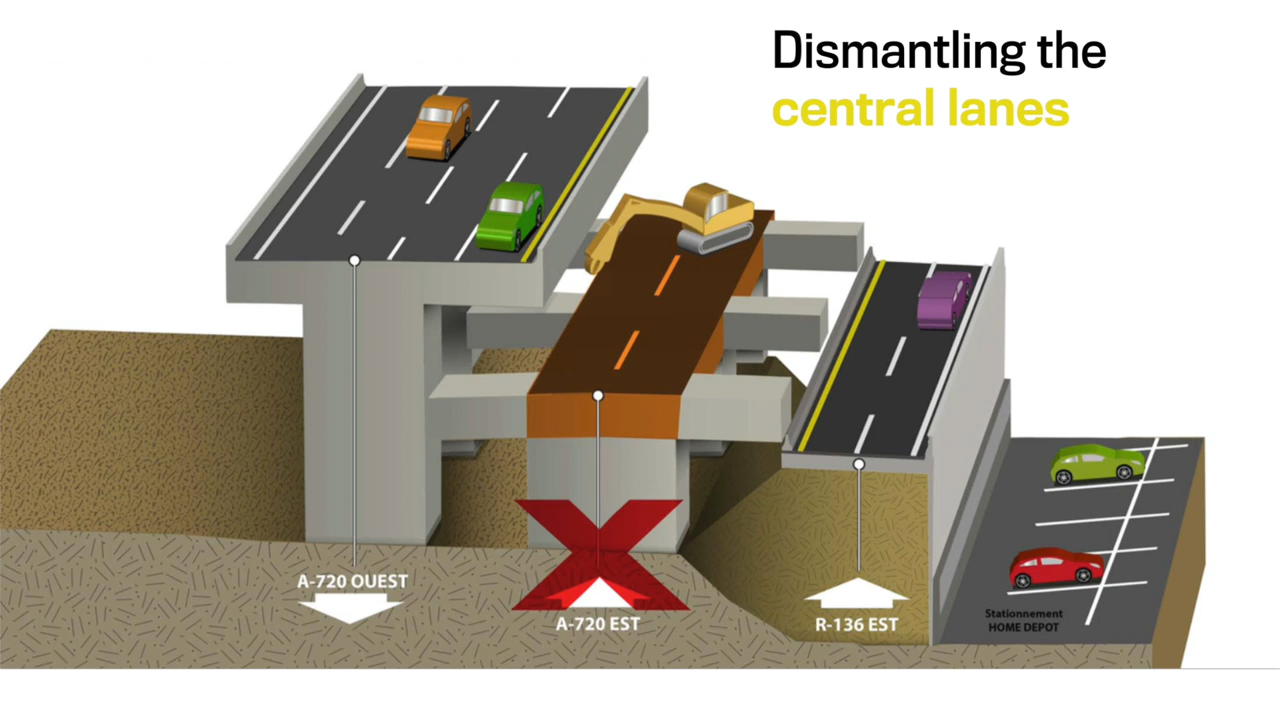 Dismantling the
central lanes
A-720 OUEST
A-720 EST
R-136 EST
Stationnement
HOME DEPOT